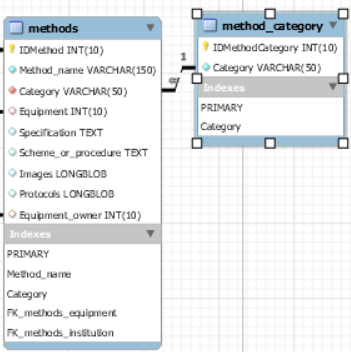 methods
IDMethod INT(10)
Method_name VARCHAR(150)
Category VARCHAR(50)
Equipment INT(10)
Specification TEXT
Scheme_or_procedure TEXT
Images LONGBLOB
Protocols LONGBLOB
Equipment_owner INT(10)
Indexes
PRIMARY
Method_name
Category
FK_methods_equipment
FK_methods_institution
1
∞
method_category
IDMethodCategory INT(10)
Category VARCHAR(50)
Indexes
PRIMARY
Category